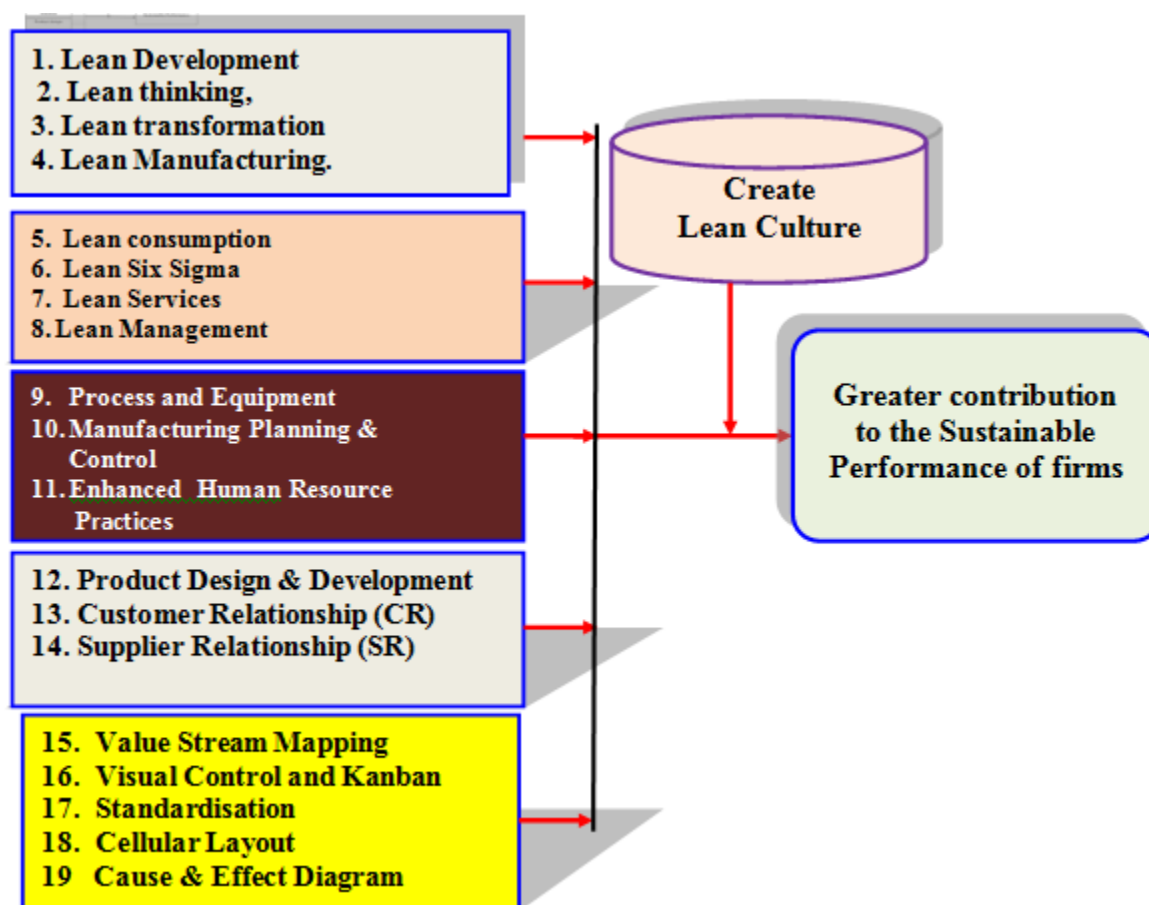 1. Lean Development
2. Lean thinking,
3. Lean transformation
4. Lean Manufacturing.
5. Lean consumption
6. Lean Six Sigma
7. Lean Services
8. Lean Management
9. Process and Equipment
10. Manufacturing Planning &
Control
11. Enhanced Human Resource
Practices
12. Product Design & Development
13. Customer Relationship (CR)
14. Supplier Relationship (SR)
15. Value Stream Mapping
16. Visual Control and Kanban
17. Standardisation
18. Cellular Layout
19 Cause & Effect Diagram
Create
Lean Culture
Greater contribution
to the Sustainable
Performance of firms